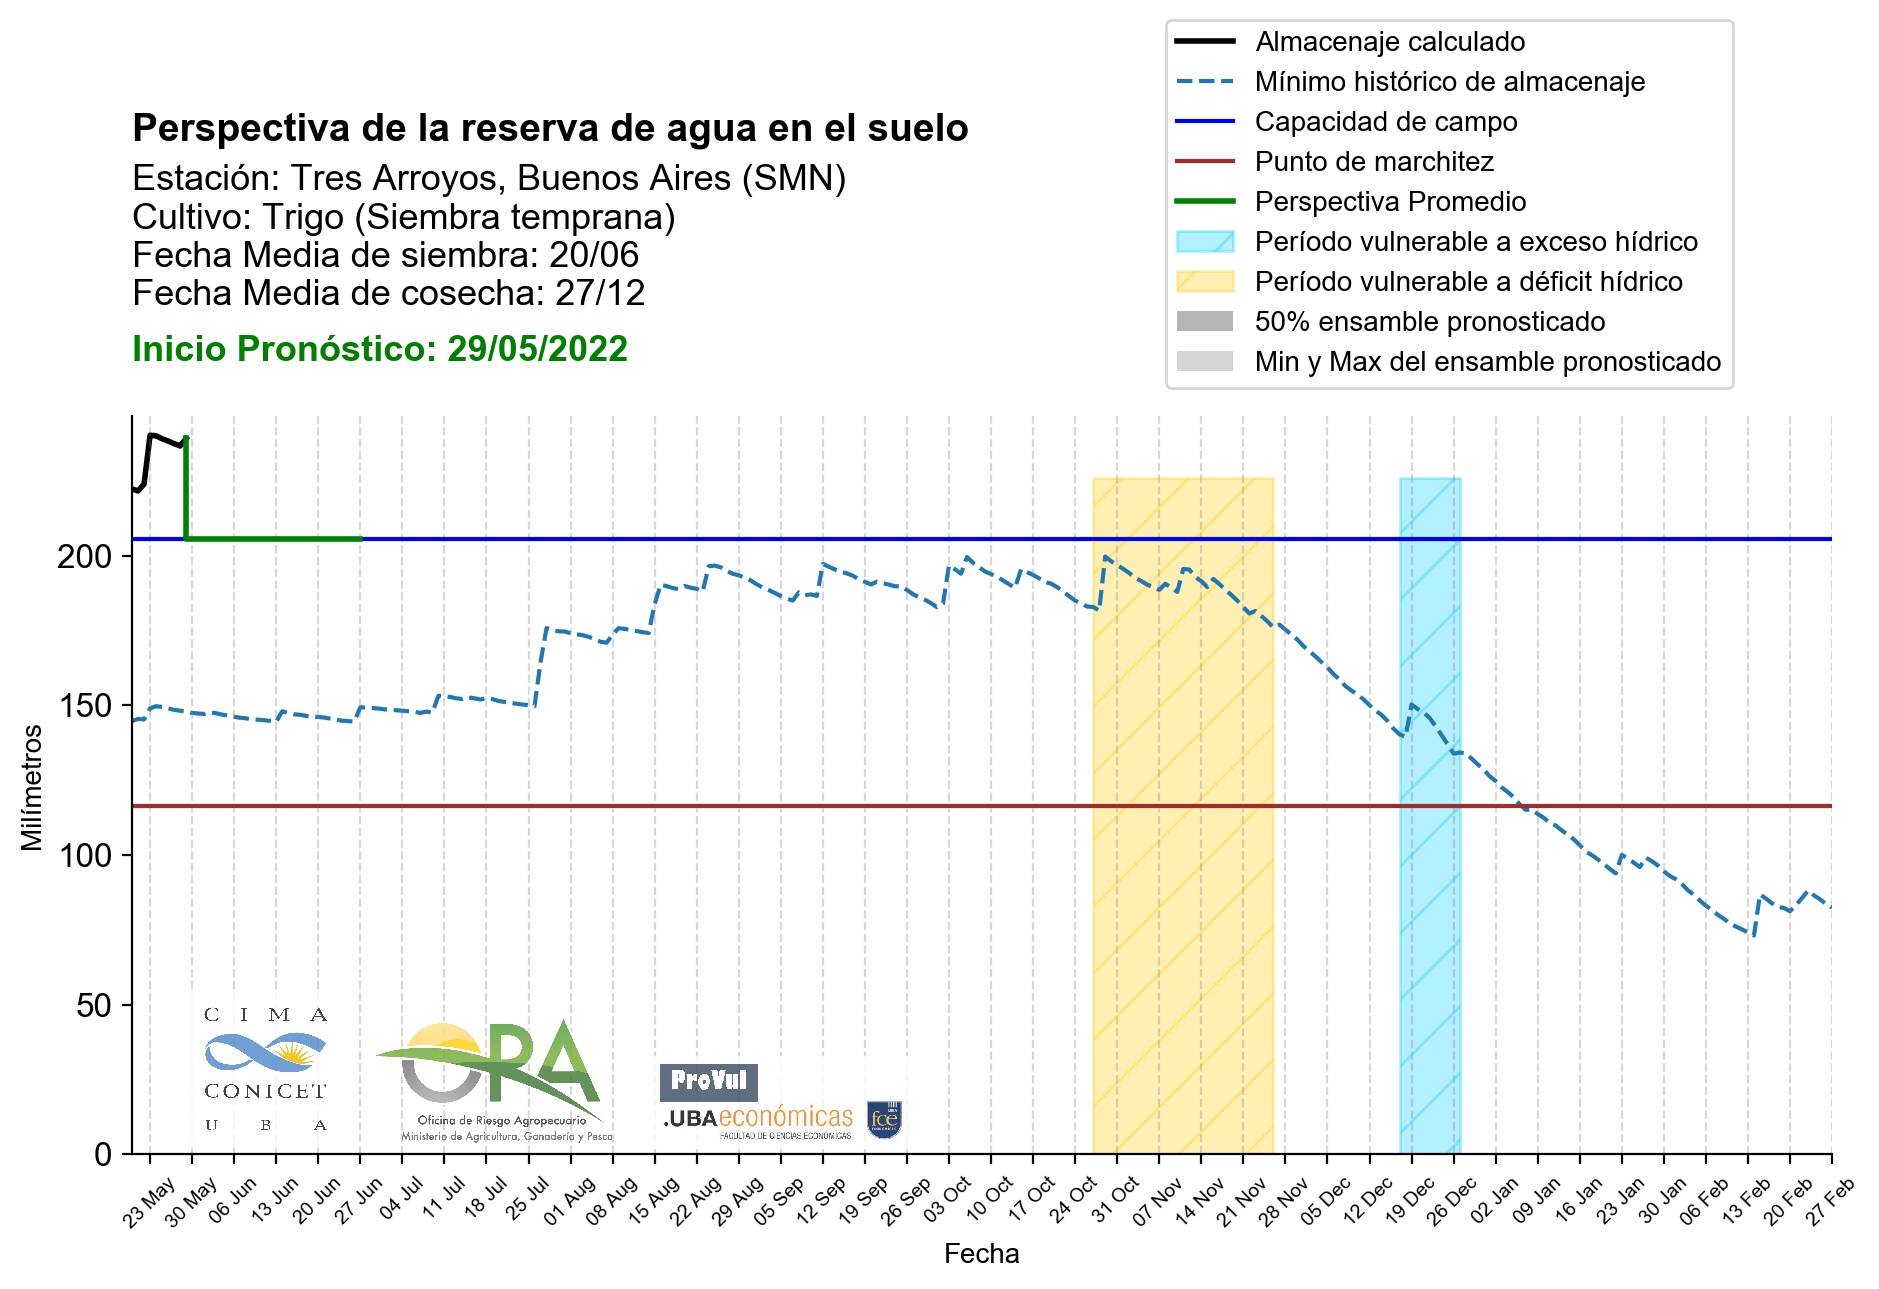 Almacenaje calculado
Mínimo histórico de almacenaje
Capacidad de campo
Punto de marchitez
Perspectiva Promedio
Período vulnerable a exceso hídrico
Período vulnerable a déficit hídrico
50% ensamble pronosticado
Min y Max del ensamble pronosticado
Perspectiva de la reserva de agua en el suelo
Estación: Tres Arroyos, Buenos Aires (SMN)
Cultivo: Trigo (Siembra temprana)
Fecha Media de siembra: 20/06
Fecha Media de cosecha: 27/12
Inicio Pronóstico: 29/05/2022
Milímetros
200
150
100
50
0
CIMA
CONICET
UBA
ORA
Oficina de Riesgo Agropecuario
Ministerio de Agricultura, Ganadería y Pesca
ProVul
.UBAeconómicas
FACULTAD DE CIENCIAS ECONÓMICAS
fce
23 May 30 May 06 Jun 13 Jun 20 Jun 27 Jun 04 Jul 11 Jul 18 Jul 25 Jul 01 Aug 08 Aug 15 Aug 22 Aug 29 Aug 05 Sep 12 Sep 19 Sep 26 Sep 03 Oct 10 Oct 17 Oct 24 Oct 31 Oct 07 Nov 14 Nov 21 Nov 28 Nov 05 Dec 12 Dec 19 Dec 26 Dec 02 Jan 09 Jan 16 Jan 23 Jan 30 Jan 06 Feb 13 Feb 20 Feb 27 Feb
Fecha